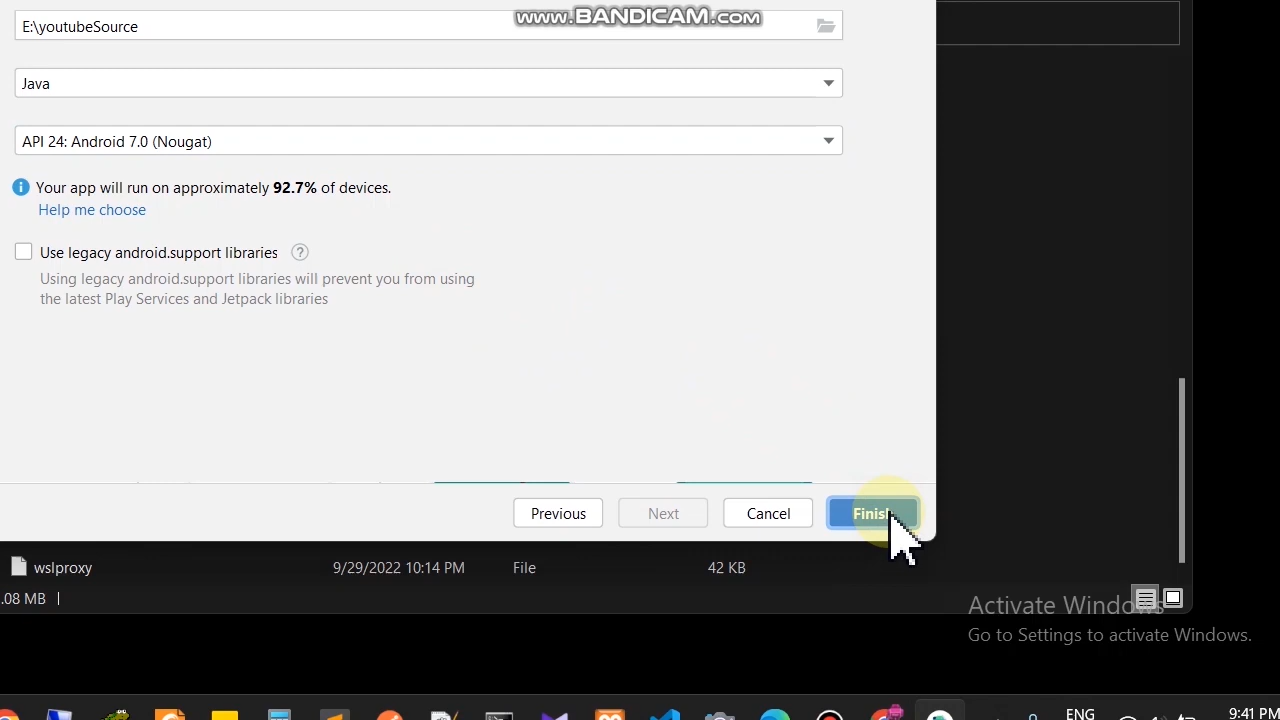 www.BANDICAM.com
E:\youtubeSource
Java
API 24: Android 7.0 (Nougat)
Your app will run on approximately 92.7% of devices.
Help me choose
Use legacy android.support libraries ?
Using legacy android.support libraries will prevent you from using
the latest Play Services and Jetpack libraries
Previous Next Cancel Finish
wslproxy 9/29/2022 10:14 PM File 42 KB
.08 MB
Activate Windows
Go to Settings to activate Windows.
ENG 9:41 PM